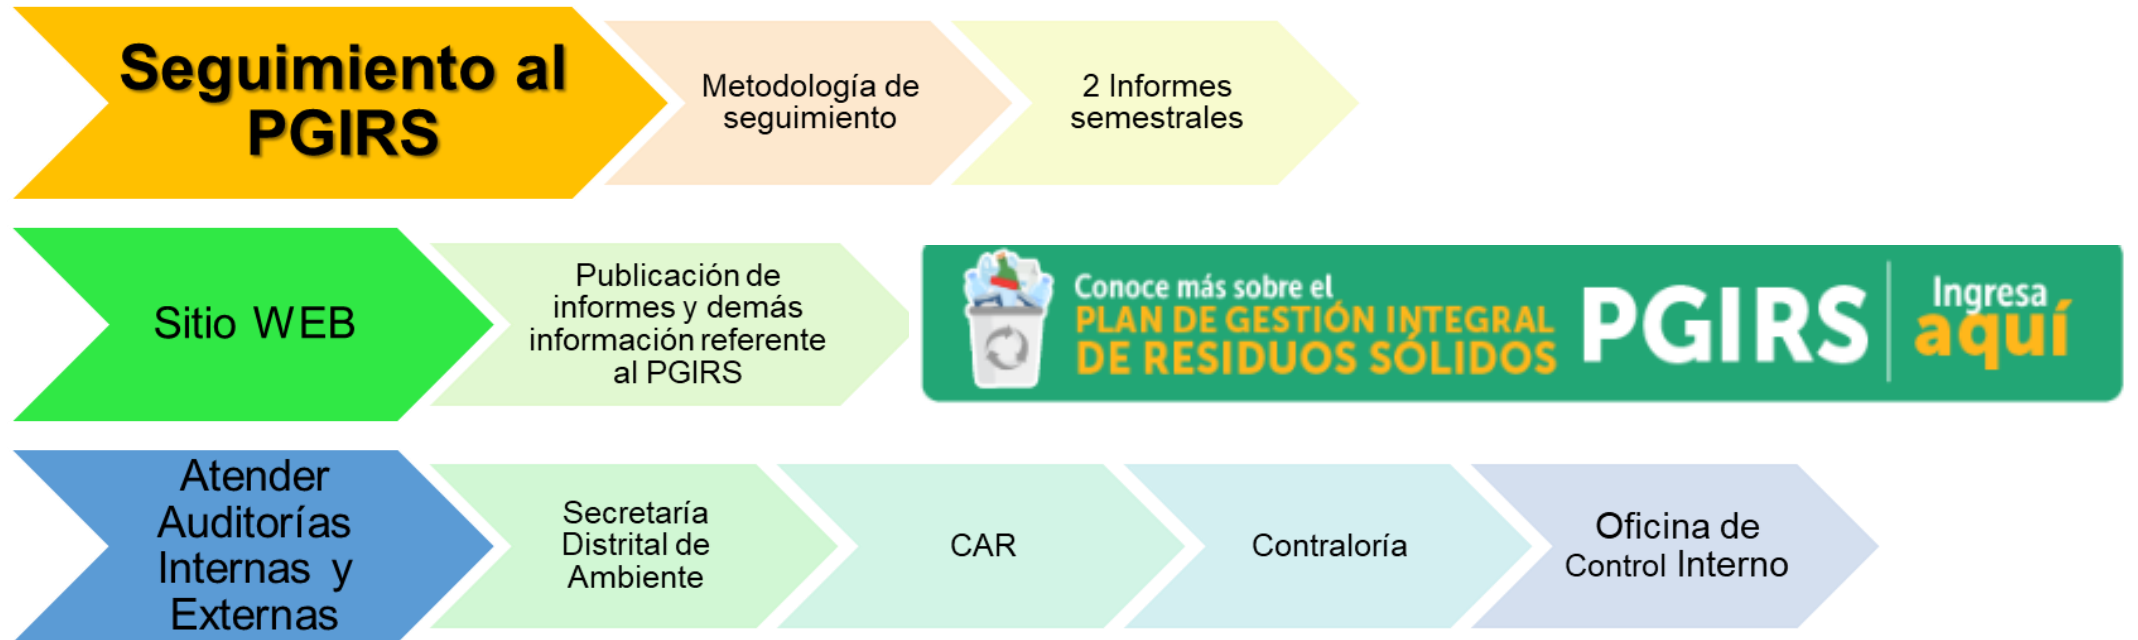 Seguimiento al
PGIRS
Metodología de
seguimiento
2 Informes
semestrales
Sitio WEB
Publicación de
informes y demás
información referente
al PGIRS
Conoce más sobre el
PLAN DE GESTIÓN INTEGRAL
DE RESIDUOS SÓLIDOS
PGIRS
Ingresa
aquí
Atender
Auditorías
Internas y
Externas
Secretaría
Distrital de
Ambiente
CAR
Contraloría
Oficina de
Control Interno